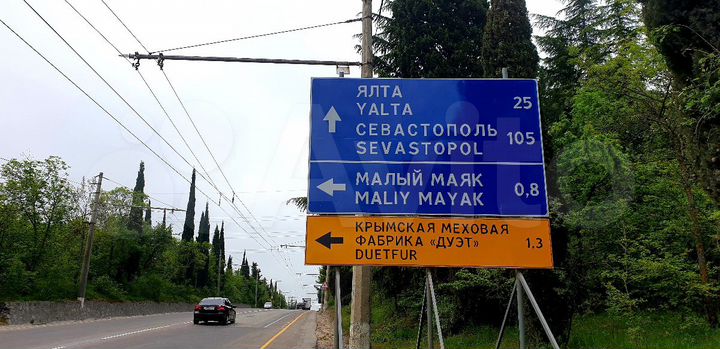 ЯЛТА
YALTA 25
СЕВАСТОПОЛЬ
SEVASTOPOL 105
МАЛЫЙ МАЯК
MALIY MAYAK 0,8
КРЫМСКАЯ МЕХОВАЯ
ФАБРИКА «ДУЭТ» 1.3
DUETFUR
Avito